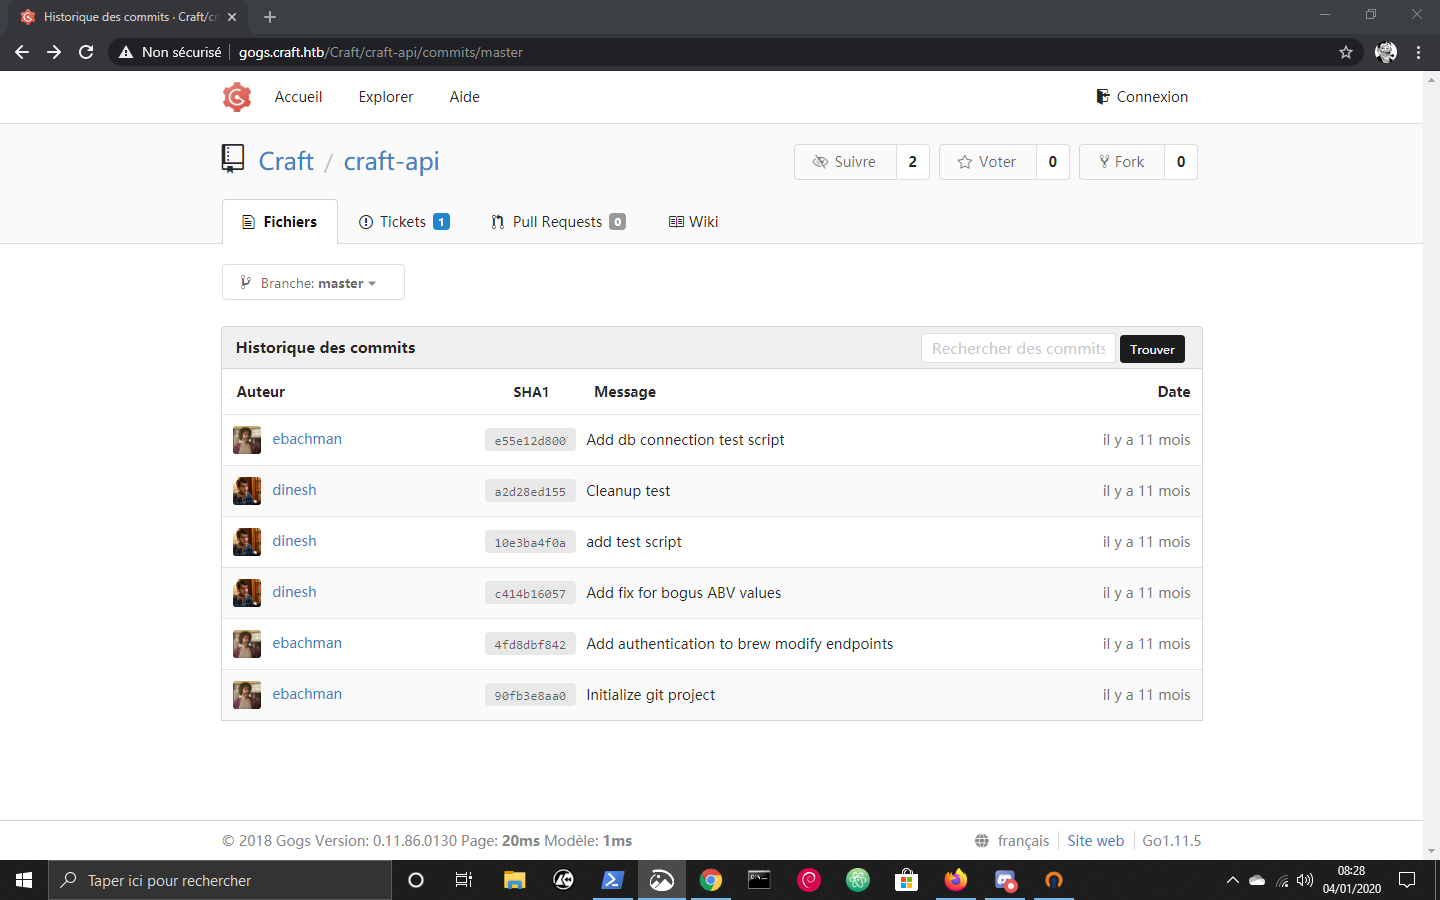 Historique des commits · Craft/cr
Non sécurisé
gogs.craft.htb/Craft/craft-api/commits/master
Accueil Explorer Aide Connexion
Craft / craft-api
Suivre 2 Voter 0 Fork 0
Fichiers Tickets 1 Pull Requests 0 Wiki
Branche: master
Historique des commits Rechercher des commits Trouver
Auteur SHA1 Message Date
ebachman e55e12d800 Add db connection test script il y a 11 mois
dinesh a2d28ed155 Cleanup test il y a 11 mois
dinesh 10e3ba4f0a add test script il y a 11 mois
dinesh c414b16057 Add fix for bogus ABV values il y a 11 mois
ebachman 4fd8dbf842 Add authentication to brew modify endpoints il y a 11 mois
ebachman 90fb3e8aa0 Initialize git project il y a 11 mois
© 2018 Gogs Version: 0.11.86.0130 Page: 20ms Modèle: 1ms français Site web Go1.11.5
Taper ici pour rechercher
08:28
04/01/2020